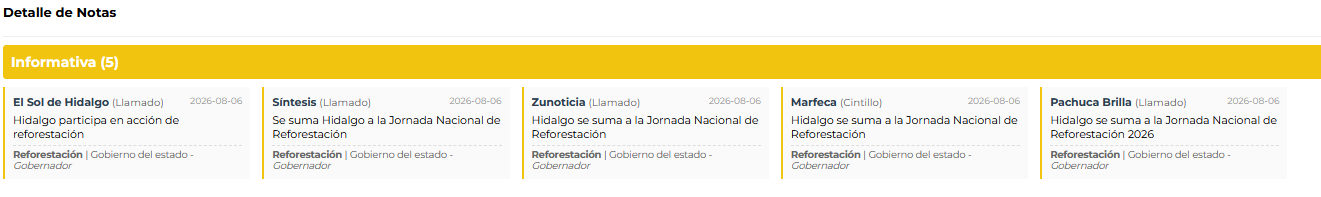 Detalle de Notas
Informativa (5)
El Sol de Hidalgo (Llamado) 2026-08-06
Hidalgo participa en acción de
reforestación
Reforestación | Gobierno del estado -
Gobernador
Síntesis (Llamado) 2026-08-06
Se suma Hidalgo a la Jornada Nacional de
Reforestación
Reforestación | Gobierno del estado -
Gobernador
Zunoticia (Llamado) 2026-08-06
Hidalgo se suma a la Jornada Nacional de
Reforestación
Reforestación | Gobierno del estado -
Gobernador
Marfeca (Cintillo) 2026-08-06
Hidalgo se suma a la Jornada Nacional de
Reforestación
Reforestación | Gobierno del estado -
Gobernador
Pachuca Brilla (Llamado) 2026-08-06
Hidalgo se suma a la Jornada Nacional de
Reforestación 2026
Reforestación | Gobierno del estado -
Gobernador